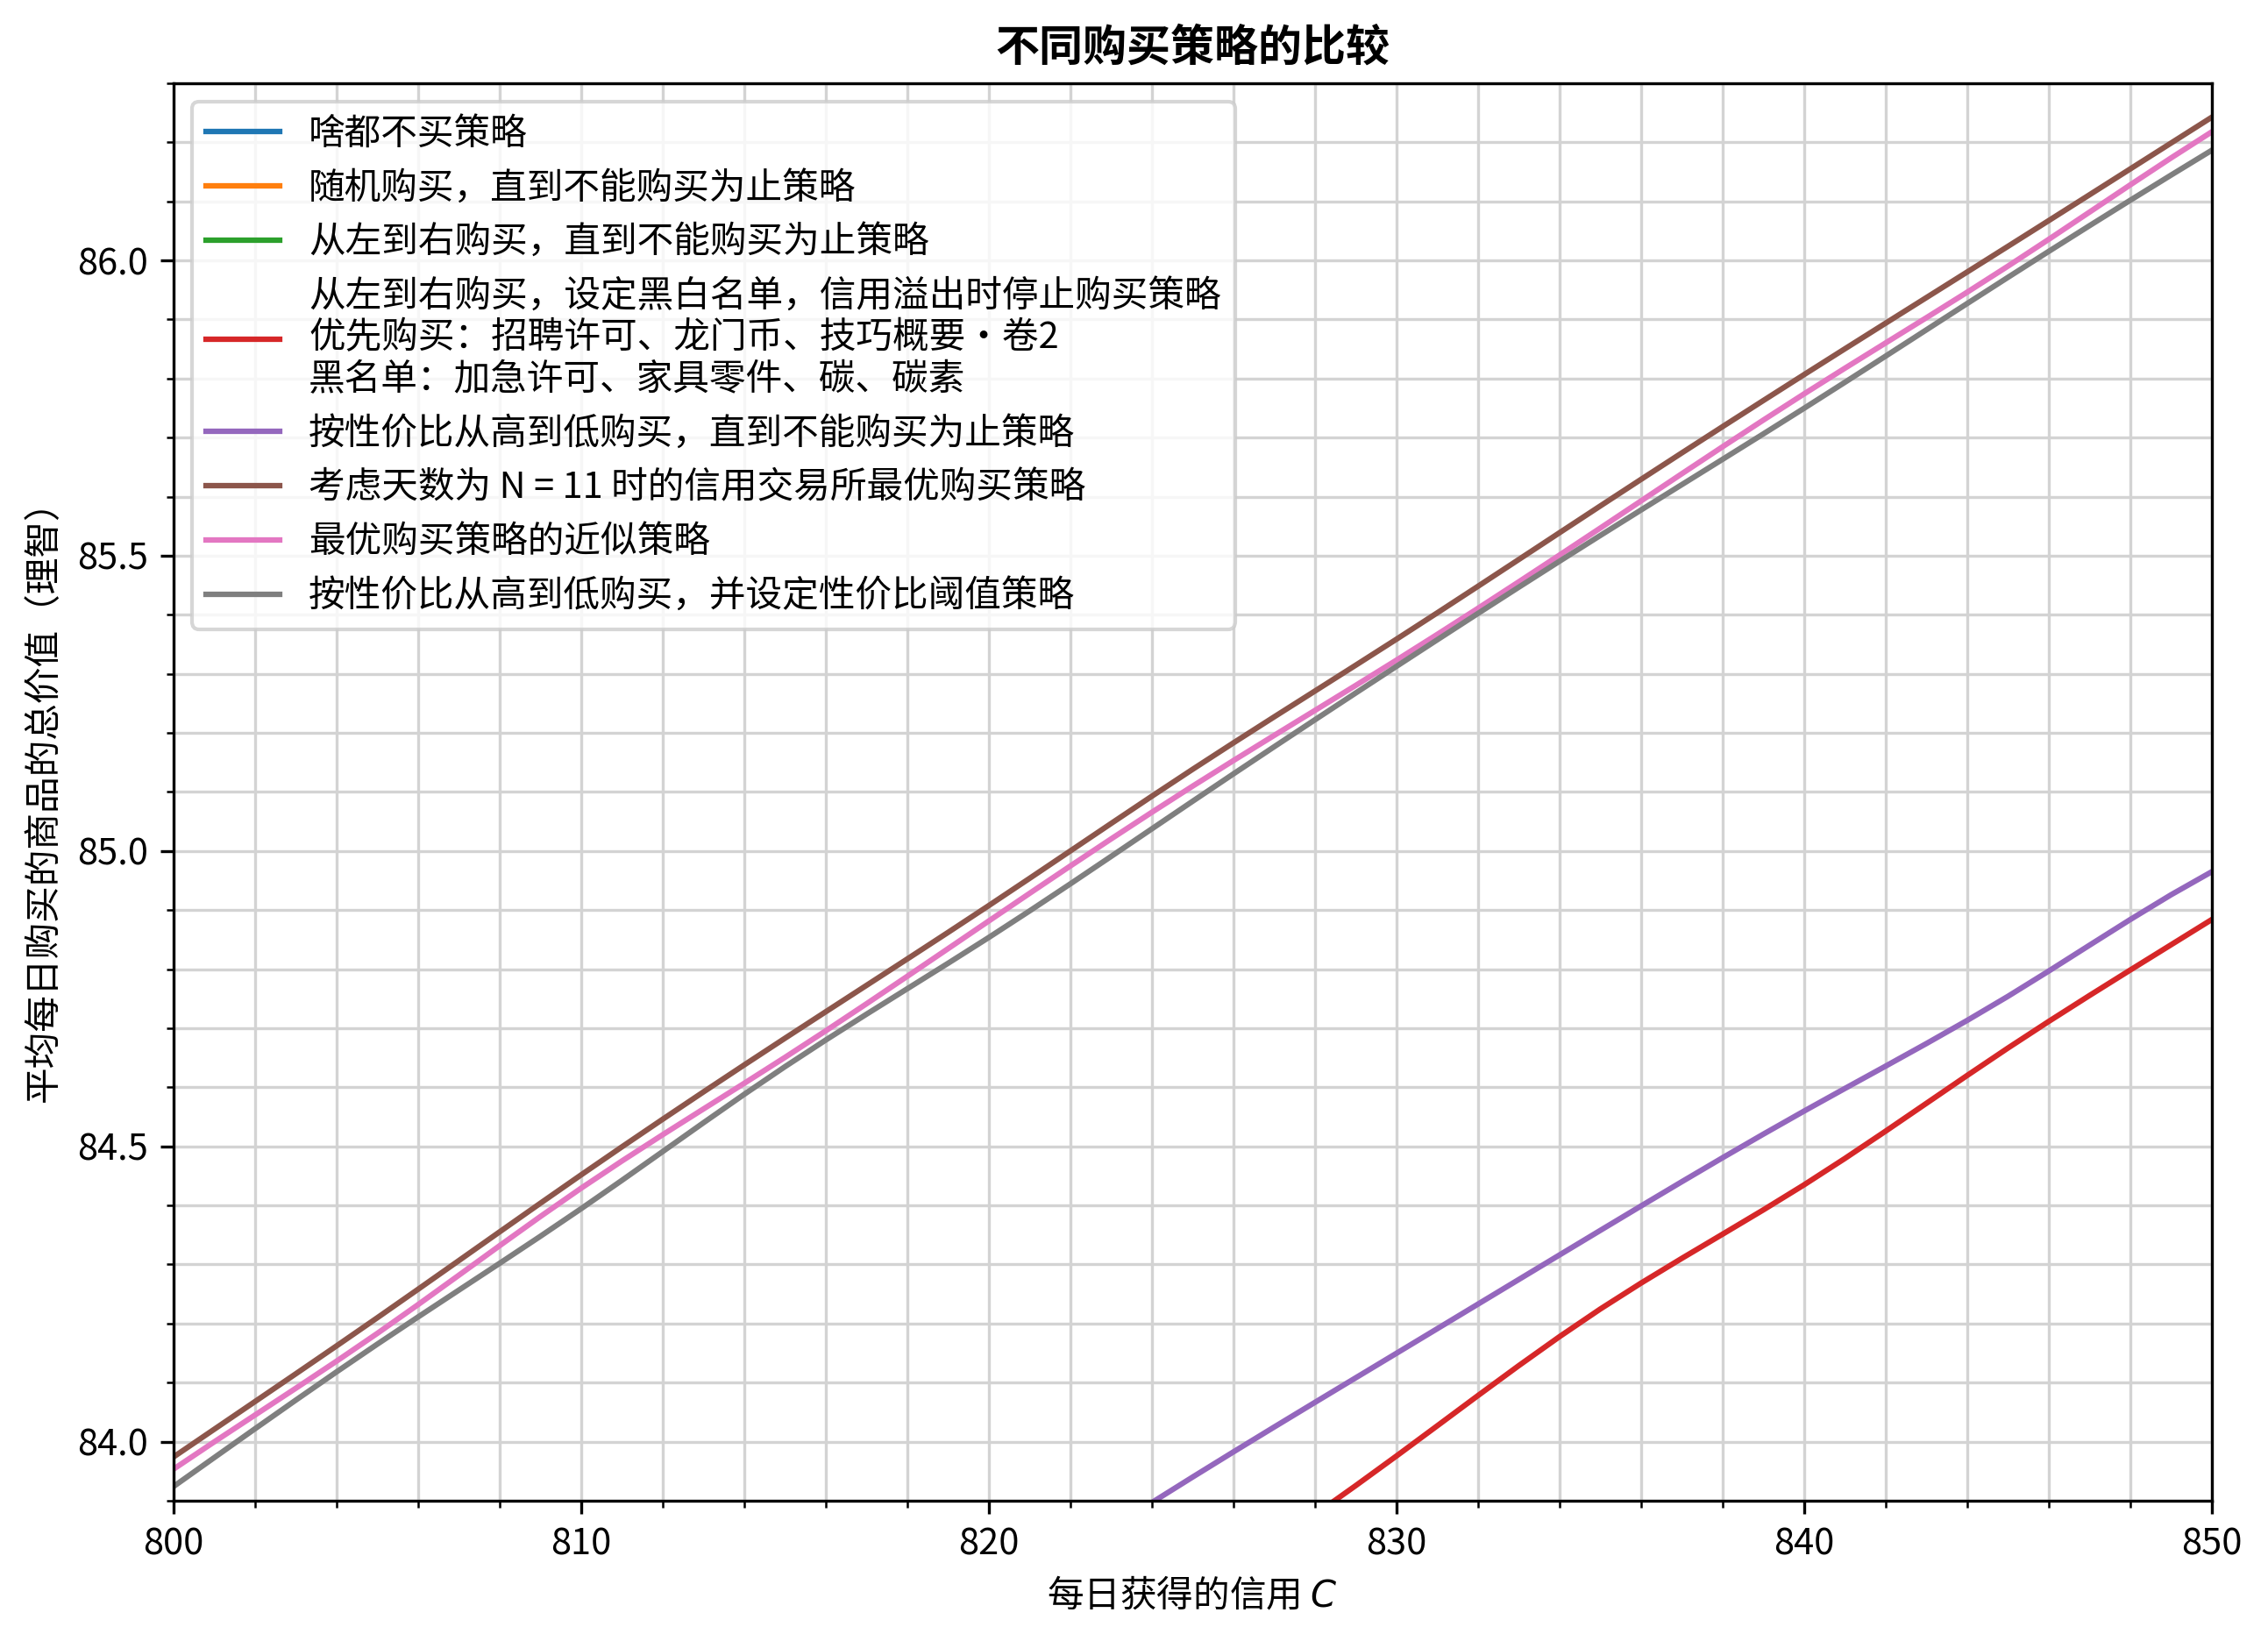 不同购买策略的比较
啥都不买策略
随机购买，直到不能购买为止策略
从左到右购买，直到不能购买为止策略
从左到右购买，设定黑白名单，信用溢出时停止购买策略
优先购买：招聘许可、龙门币、技巧概要·卷2
黑名单：加急许可、家具零件、碳、碳素
按性价比从高到低购买，直到不能购买为止策略
考虑天数为 N = 11 时的信用交易所最优购买策略
最优购买策略的近似策略
按性价比从高到低购买，并设定性价比阈值策略
平均每日购买的商品的总价值（理智）
86.0
85.5
85.0
84.5
84.0
800
810
820
830
840
850
每日获得的信用 C